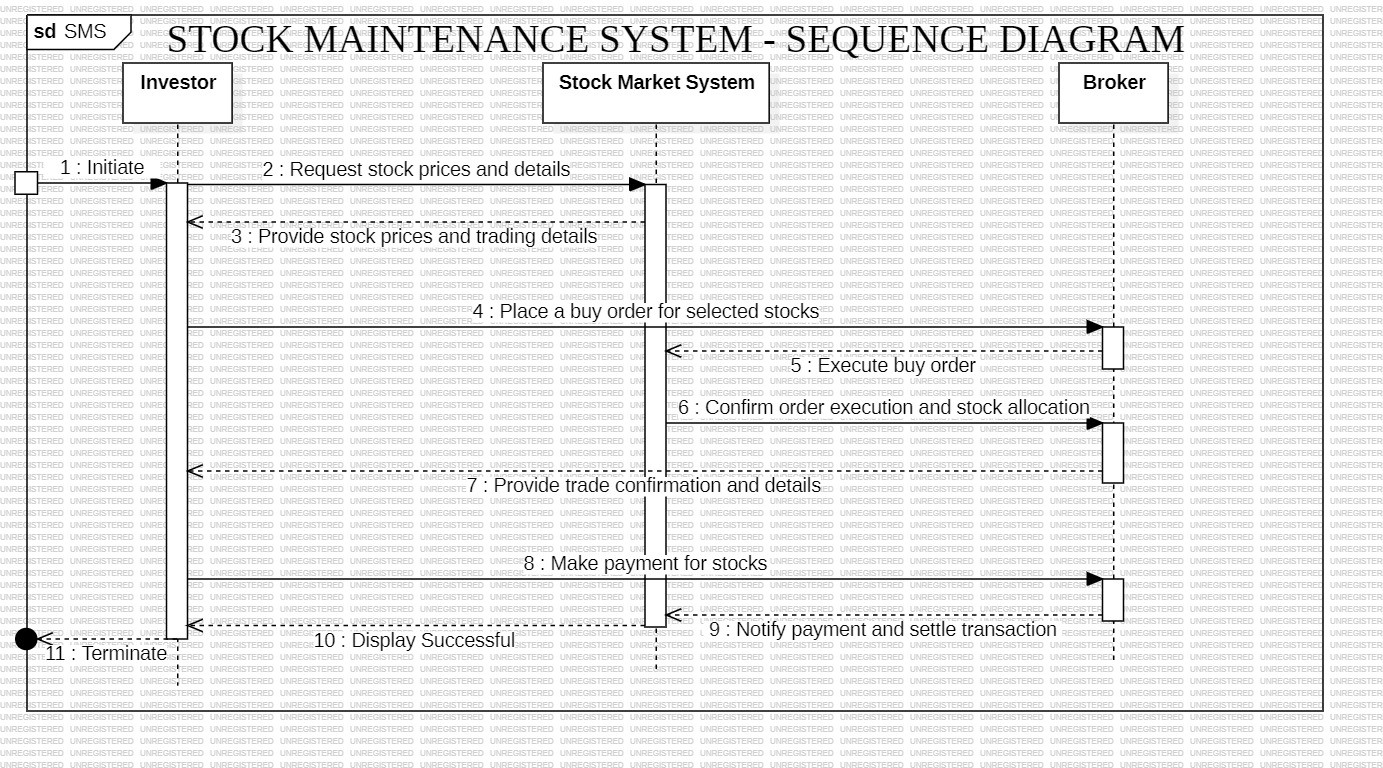 sd SMS
STOCK MAINTENANCE SYSTEM - SEQUENCE DIAGRAM
Investor
Stock Market System
Broker
1 : Initiate
2 : Request stock prices and details
3 : Provide stock prices and trading details
4 : Place a buy order for selected stocks
5 : Execute buy order
6 : Confirm order execution and stock allocation
7 : Provide trade confirmation and details
8 : Make payment for stocks
9 : Notify payment and settle transaction
10 : Display Successful
11 : Terminate
UNREGISTERED